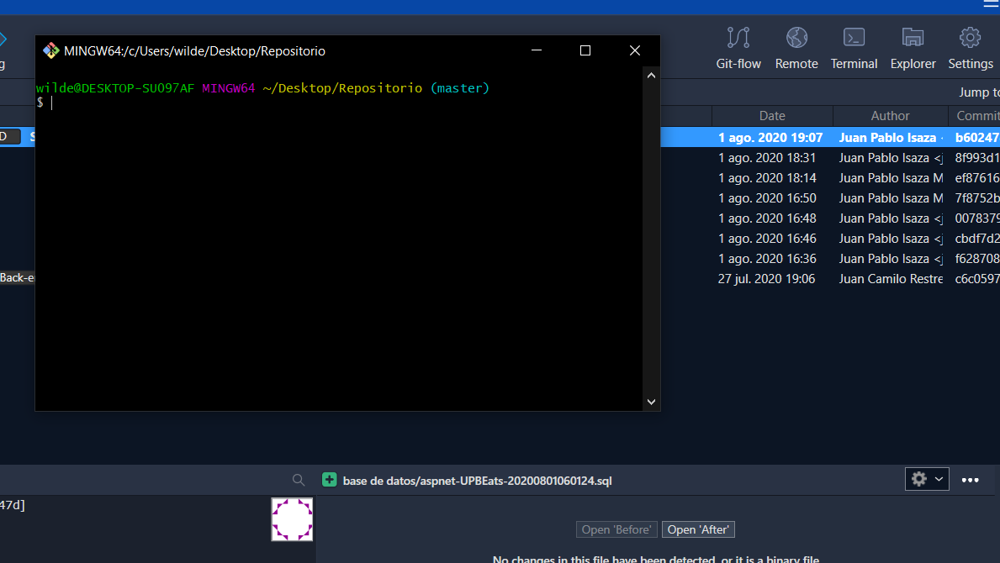 MINGW64:/c/Users/wilde/Desktop/Repositorio
wilde@DESKTOP-SUO97AF MINGW64 ~/Desktop/Repositorio (master)
$
g
Git-flow Remote Terminal Explorer Settings
Jump to
Date Author Commit
D S 1 ago. 2020 19:07 Juan Pablo Isaza b60247
1 ago. 2020 18:31 Juan Pablo Isaza <j 8f993d1
1 ago. 2020 18:14 Juan Pablo Isaza M ef87616
1 ago. 2020 16:50 Juan Pablo Isaza M 7f8752b
1 ago. 2020 16:48 Juan Pablo Isaza <j 0078379
1 ago. 2020 16:46 Juan Pablo Isaza <j cbdf7d2
1 ago. 2020 16:36 Juan Pablo Isaza <j f628708
Back-e 27 jul. 2020 19:06 Juan Camilo Restre c6c0597
base de datos/aspnet-UPBEats-20200801060124.sql
47d]
Open 'Before' Open 'After'
No changes in this file have been detected, or it is a binary file